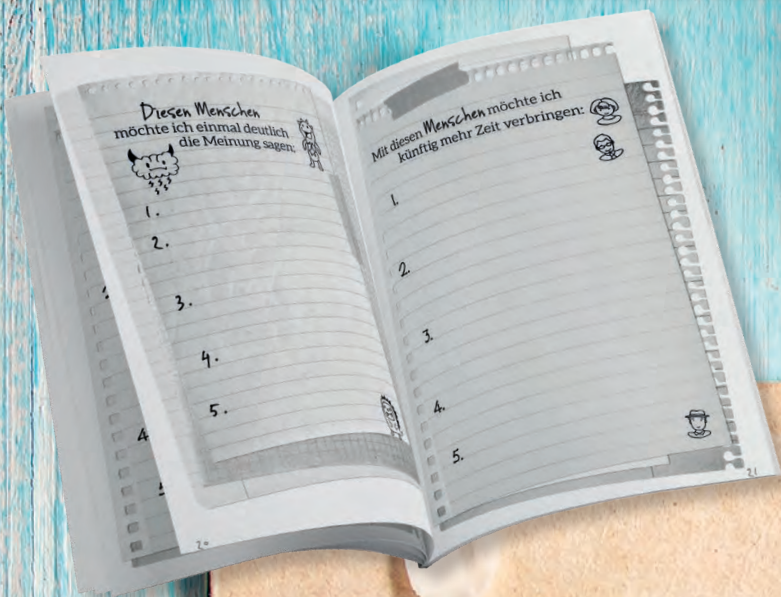 Diesen Menschen
möchte ich einmal deutlich
die Meinung sagen:
1.
2.
3.
4.
5.
20
Mit diesen Menschen möchte ich
künftig mehr Zeit verbringen:
1.
2.
3.
4.
5.
21
4